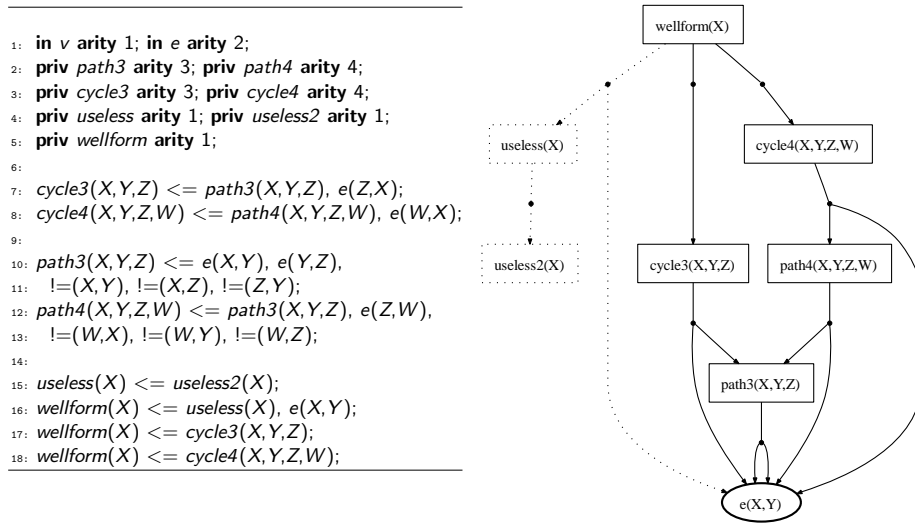 1: in v arity 1; in e arity 2;
2: priv path3 arity 3; priv path4 arity 4;
3: priv cycle3 arity 3; priv cycle4 arity 4;
4: priv useless arity 1; priv useless2 arity 1;
5: priv wellform arity 1;
6:
7: cycle3(X,Y,Z) <= path3(X,Y,Z), e(Z,X);
8: cycle4(X,Y,Z,W) <= path4(X,Y,Z,W), e(W,X);
9:
10: path3(X,Y,Z) <= e(X,Y), e(Y,Z),
11: !=(X,Y), !=(X,Z), !=(Z,Y);
12: path4(X,Y,Z,W) <= path3(X,Y,Z), e(Z,W),
13: !=(W,X), !=(W,Y), !=(W,Z);
14:
15: useless(X) <= useless2(X);
16: wellform(X) <= useless(X), e(X,Y);
17: wellform(X) <= cycle3(X,Y,Z);
18: wellform(X) <= cycle4(X,Y,Z,W);
wellform(X)
useless(X)
cycle4(X,Y,Z,W)
useless2(X)
cycle3(X,Y,Z)
path4(X,Y,Z,W)
path3(X,Y,Z)
e(X,Y)